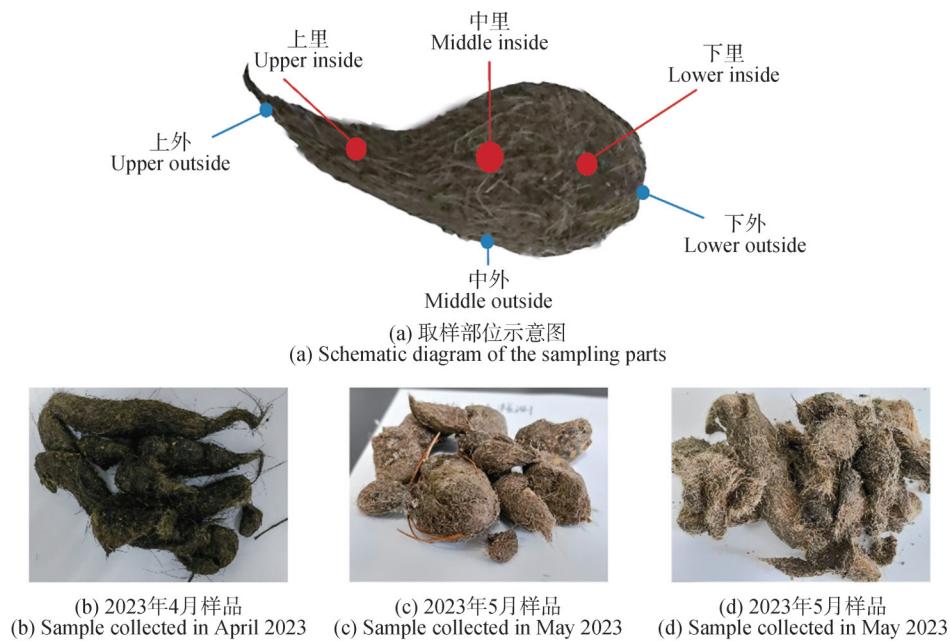 上里
Upper inside
中里
Middle inside
下里
Lower inside
上外
Upper outside
下外
Lower outside
中外
Middle outside
(a) 取样部位示意图
(a) Schematic diagram of the sampling parts
(b) 2023年4月样品
(b) Sample collected in April 2023
(c) 2023年5月样品
(c) Sample collected in May 2023
(d) 2023年5月样品
(d) Sample collected in May 2023